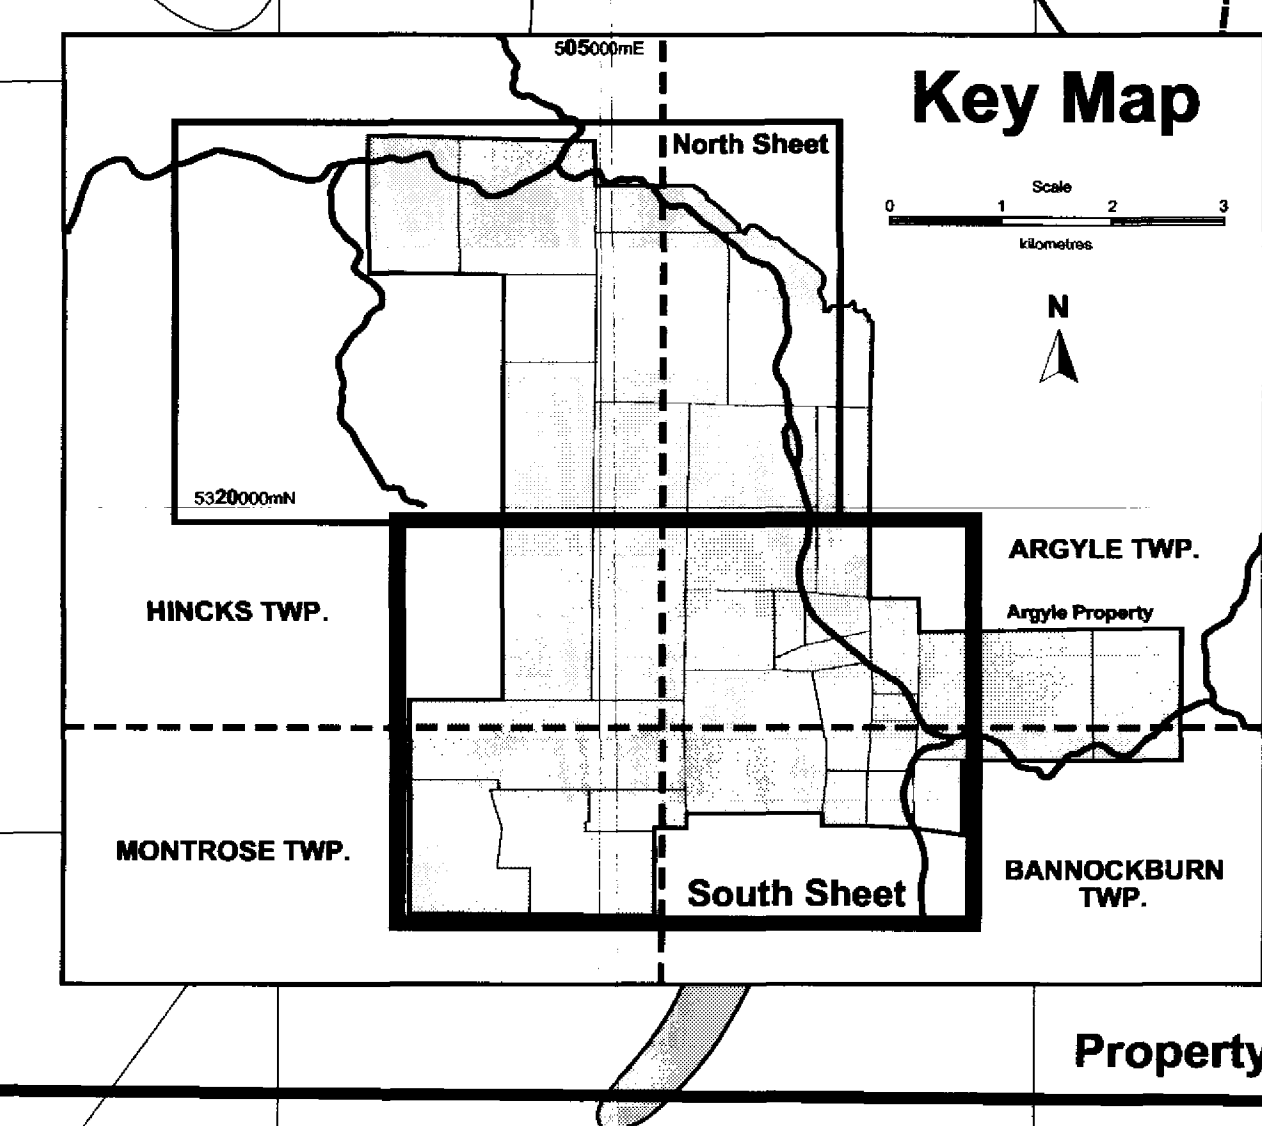 505000mE
Key Map
North Sheet
Scale
0 1 2 3
kilometres
N
5320000mN
ARGYLE TWP.
HINCKS TWP.
Argyle Property
MONTROSE TWP.
BANNOCKBURN
TWP.
South Sheet
Property